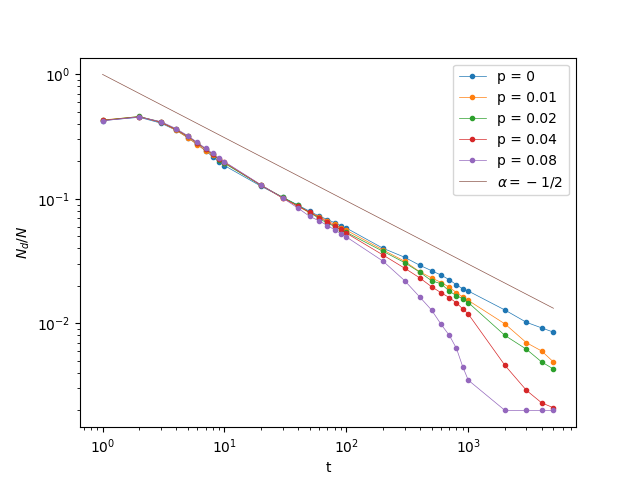 p = 0
p = 0.01
p = 0.02
p = 0.04
p = 0.08
α = −1/2
10⁰
10⁻¹
10⁻²
N_d/N
10⁰
10¹
10²
10³
t